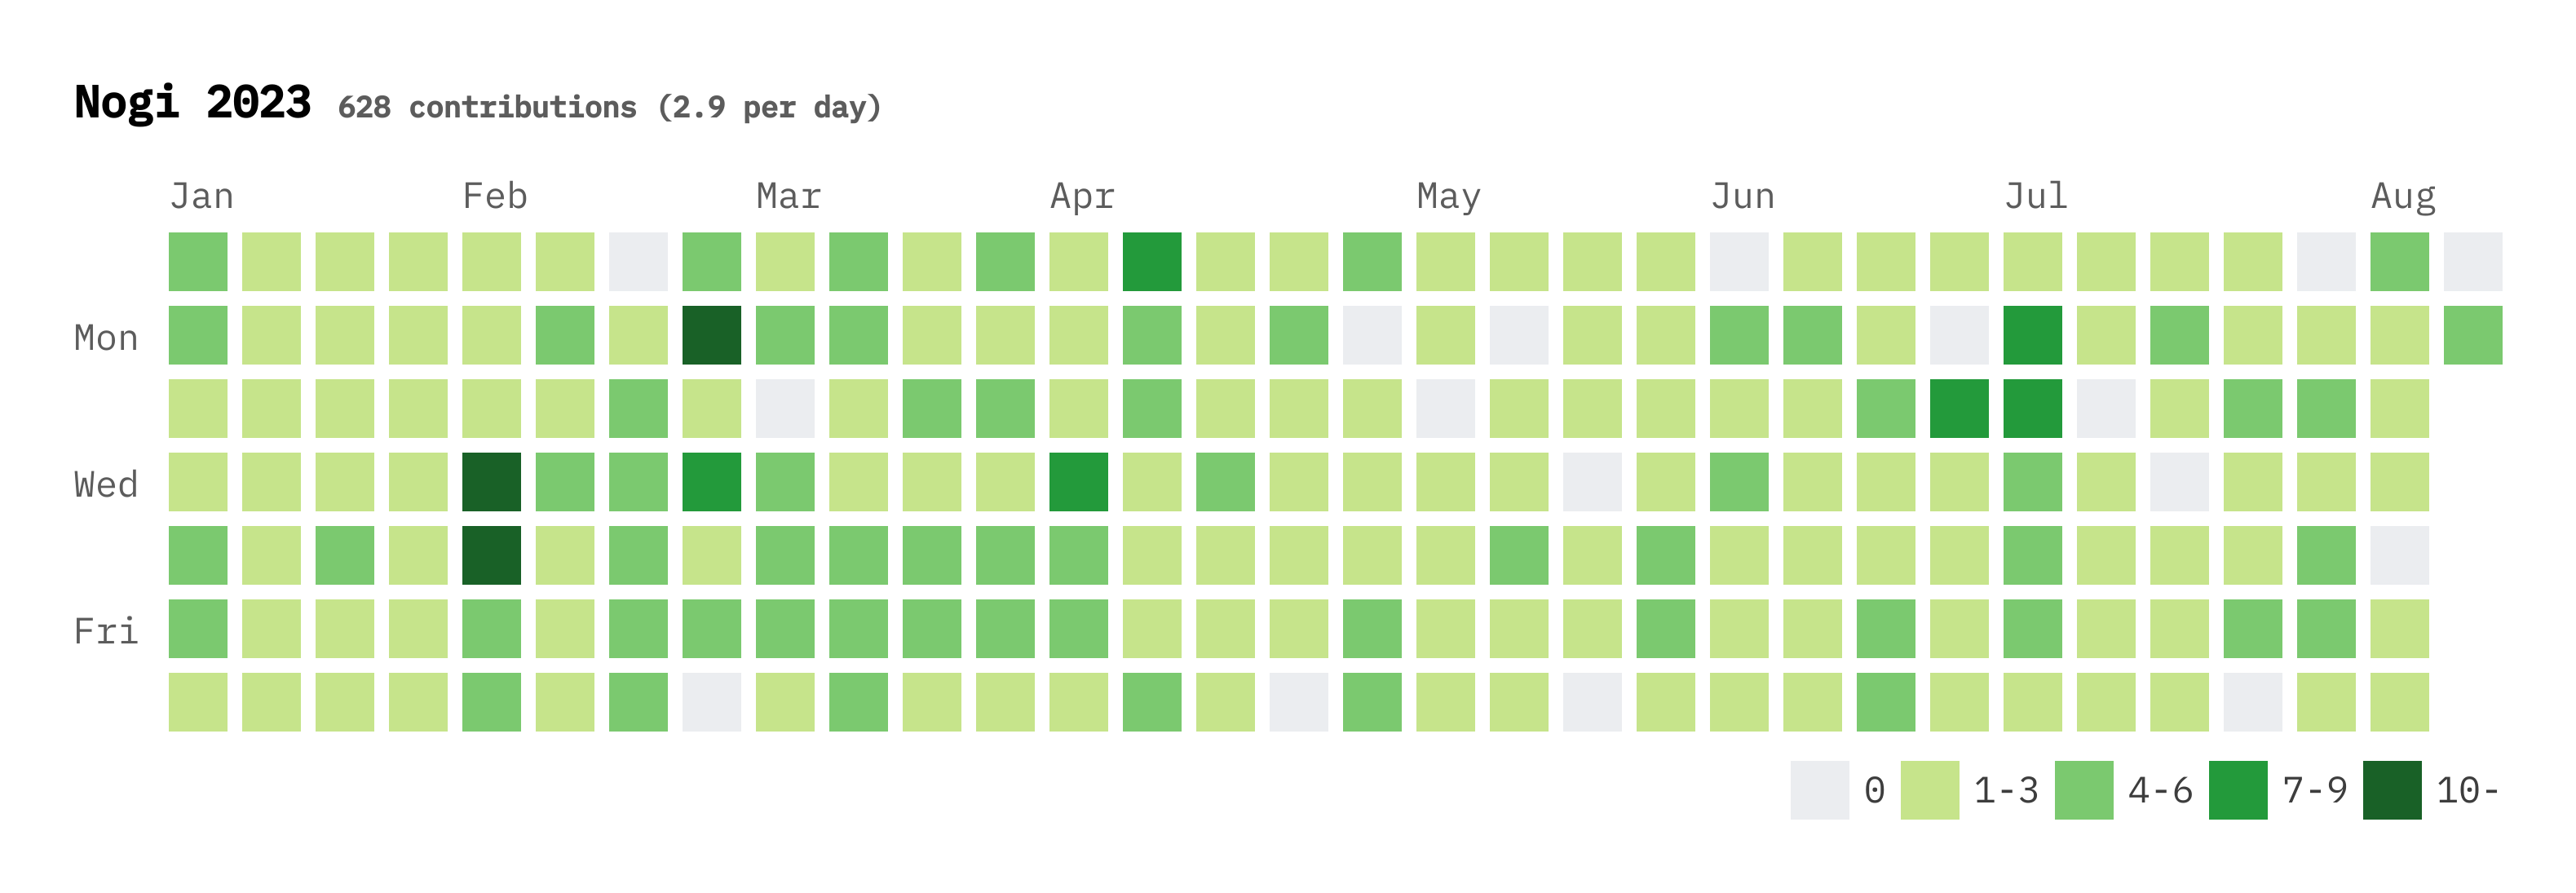 Nogi 2023 628 contributions (2.9 per day)
Jan Feb Mar Apr May Jun Jul Aug
Mon
Wed
Fri
0 1-3 4-6 7-9 10-